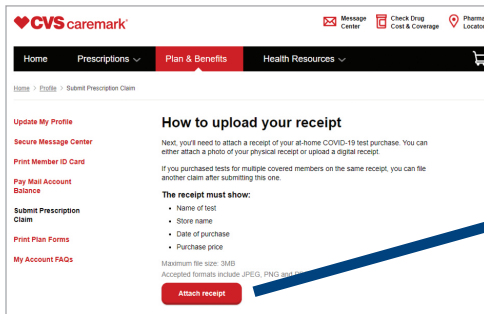 CVS caremark
Message Center
Check Drug Cost & Coverage
Home
Prescriptions
Plan & Benefits
Health Resources
Home > Profile > Submit Prescription Claim
Update My Profile
Secure Message Center
Print Member ID Card
Pay Mail Account
Balance
Submit Prescription
Claim
Print Plan Forms
My Account FAQs
How to upload your receipt
Next, you'll need to attach a receipt of your at-home COVID-19 test purchase. You can
either attach a photo of your physical receipt or upload a digital receipt.
If you purchased tests for multiple covered members on the same receipt, you can file
another claim after submitting this one.
The receipt must show:
• Name of test
• Store name
• Date of purchase
• Purchase price
Maximum file size: 3MB
Accepted formats include JPEG, PNG and
Attach receipt